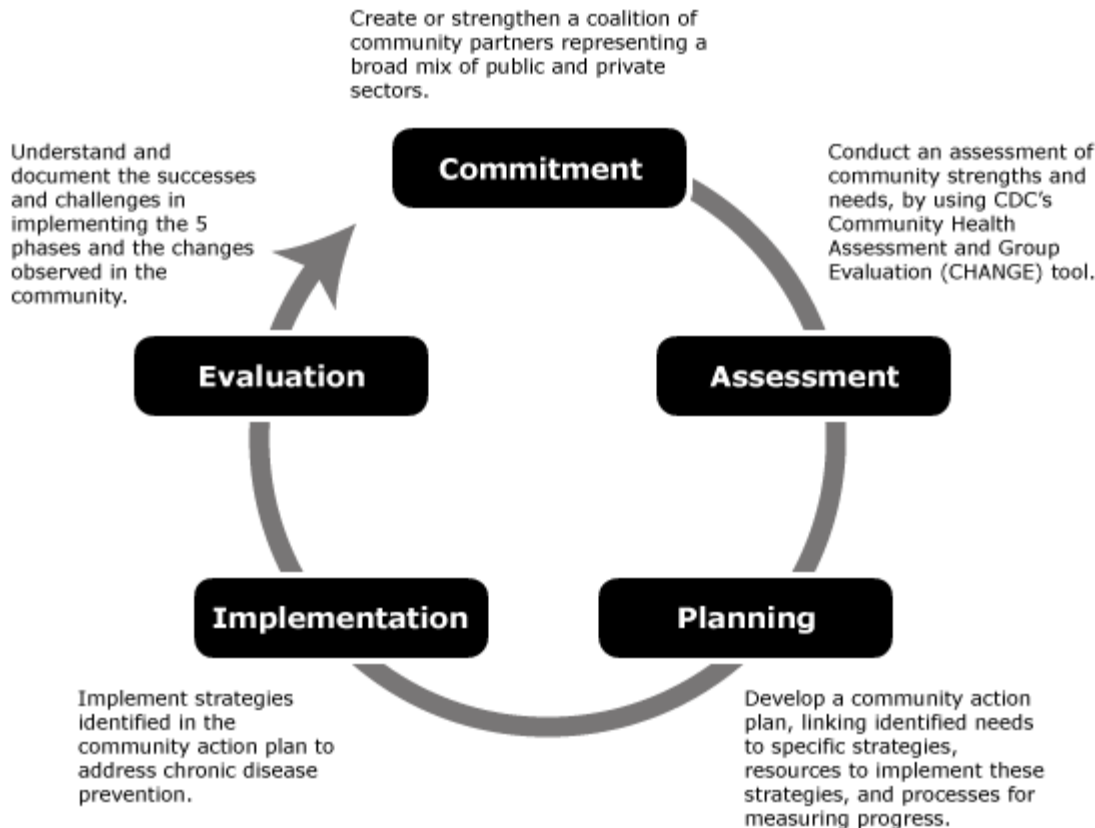 Create or strengthen a coalition of
community partners representing a
broad mix of public and private
sectors.
Commitment
Conduct an assessment of
community strengths and
needs, by using CDC's
Community Health
Assessment and Group
Evaluation (CHANGE) tool.
Assessment
Planning
Develop a community action
plan, linking identified needs
to specific strategies,
resources to implement these
strategies, and processes for
measuring progress.
Implementation
Implement strategies
identified in the
community action plan to
address chronic disease
prevention.
Evaluation
Understand and
document the successes
and challenges in
implementing the 5
phases and the changes
observed in the
community.